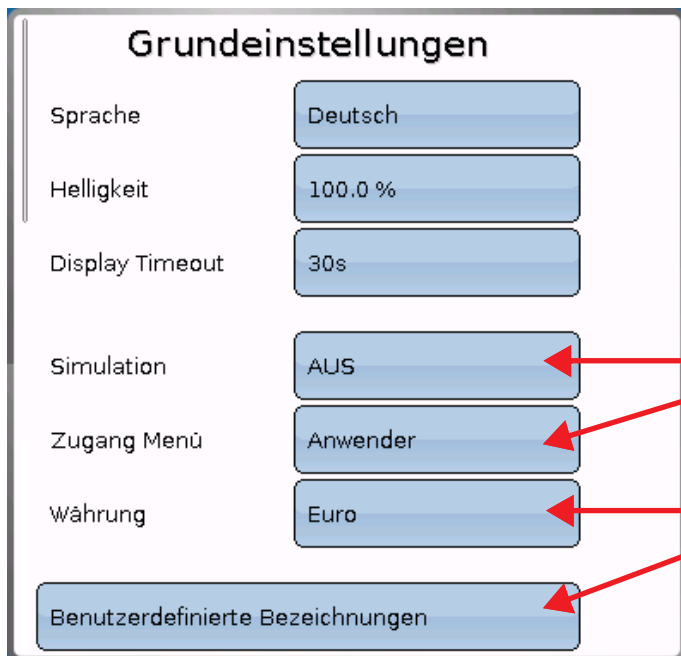 Grundeinstellungen
Sprache Deutsch
Helligkeit 100.0 %
Display Timeout 30s
Simulation AUS
Zugang Menü Anwender
Währung Euro
Benutzerdefinierte Bezeichnungen